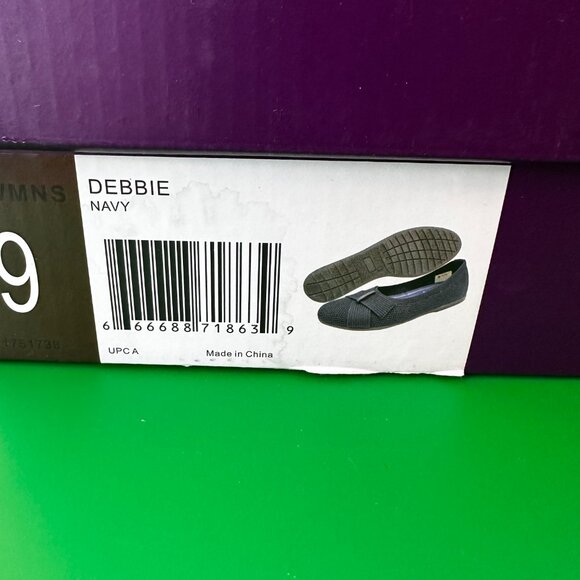 WMNS
9
DEBBIE
NAVY
6 66688 71863 9
UPC A
Made in China